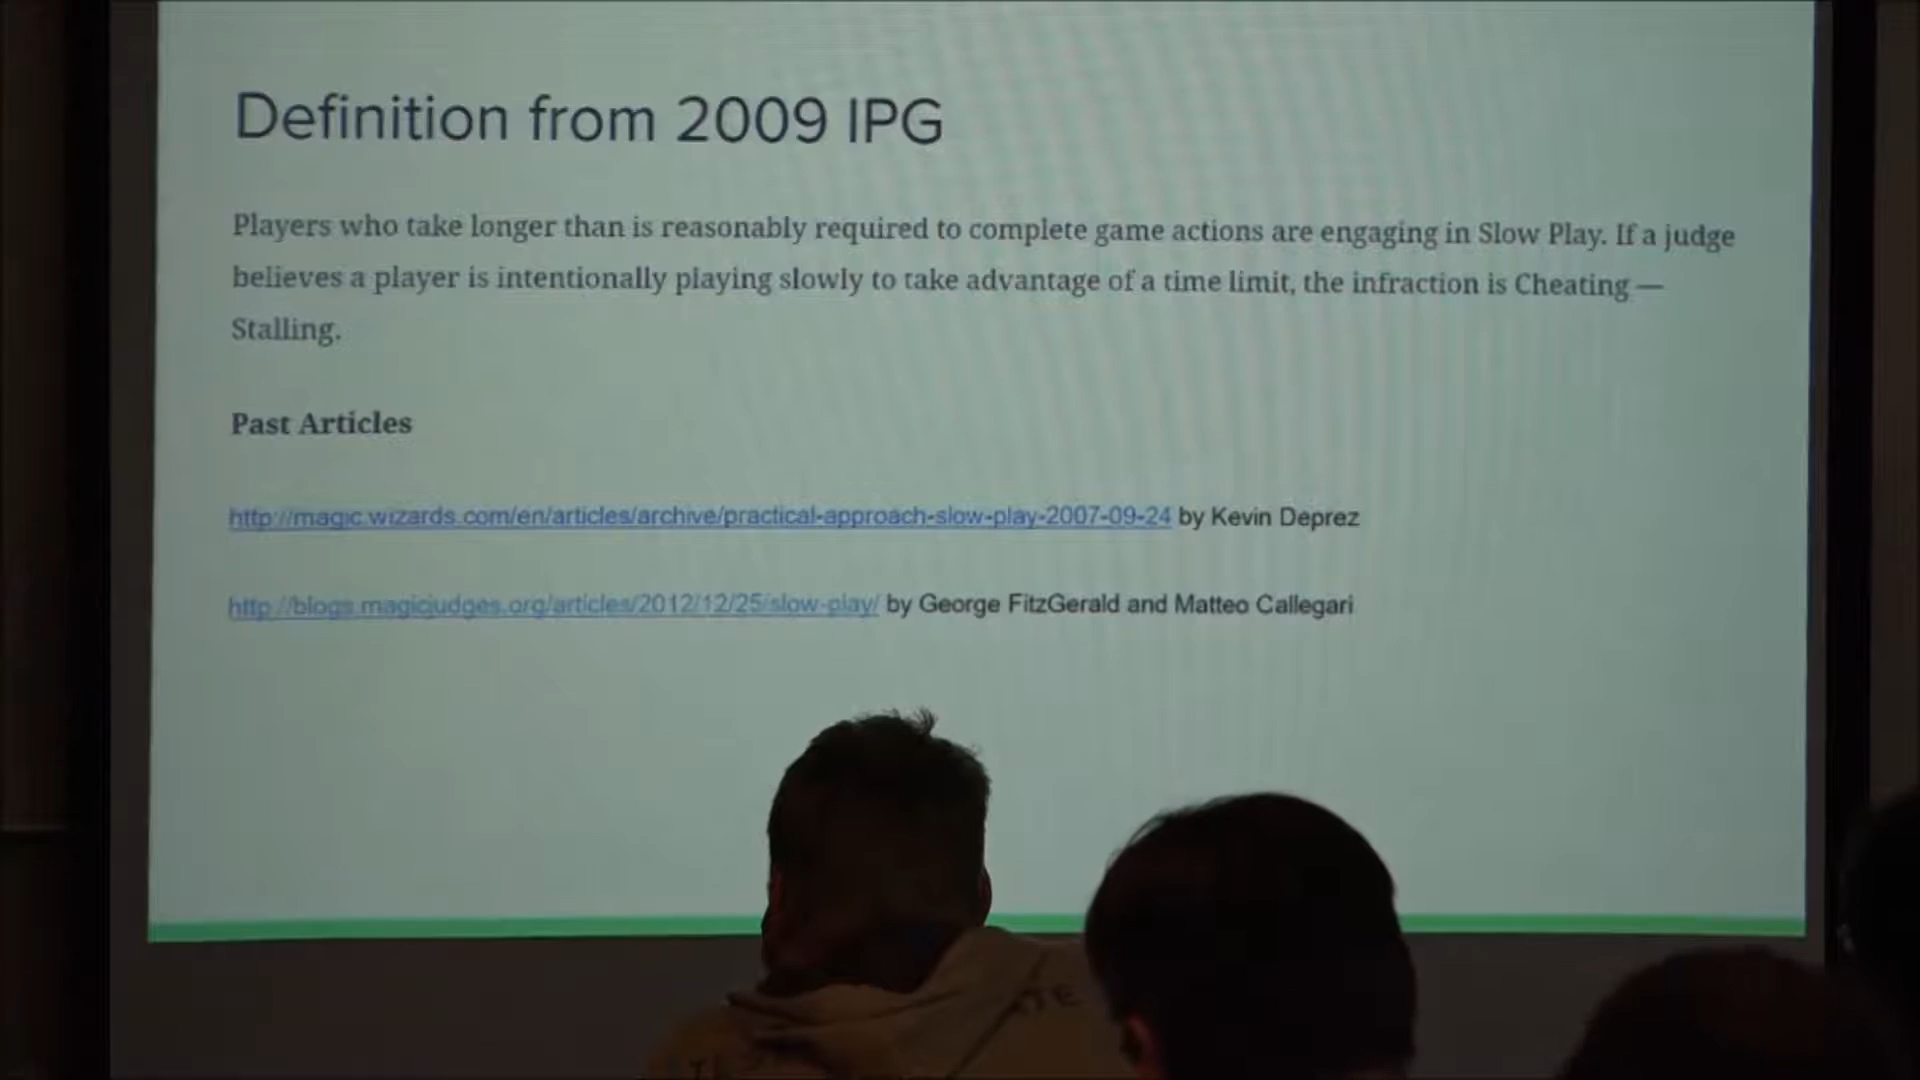 Definition from 2009 IPG
Players who take longer than is reasonably required to complete game actions are engaging in Slow Play. If a judge
believes a player is intentionally playing slowly to take advantage of a time limit, the infraction is Cheating —
Stalling.
Past Articles
http://magic.wizards.com/en/articles/archive/practical-approach-slow-play-2007-09-24 by Kevin Deprez
http://blogs.magicjudges.org/articles/2012/12/25/slow-play/ by George FitzGerald and Matteo Callegari